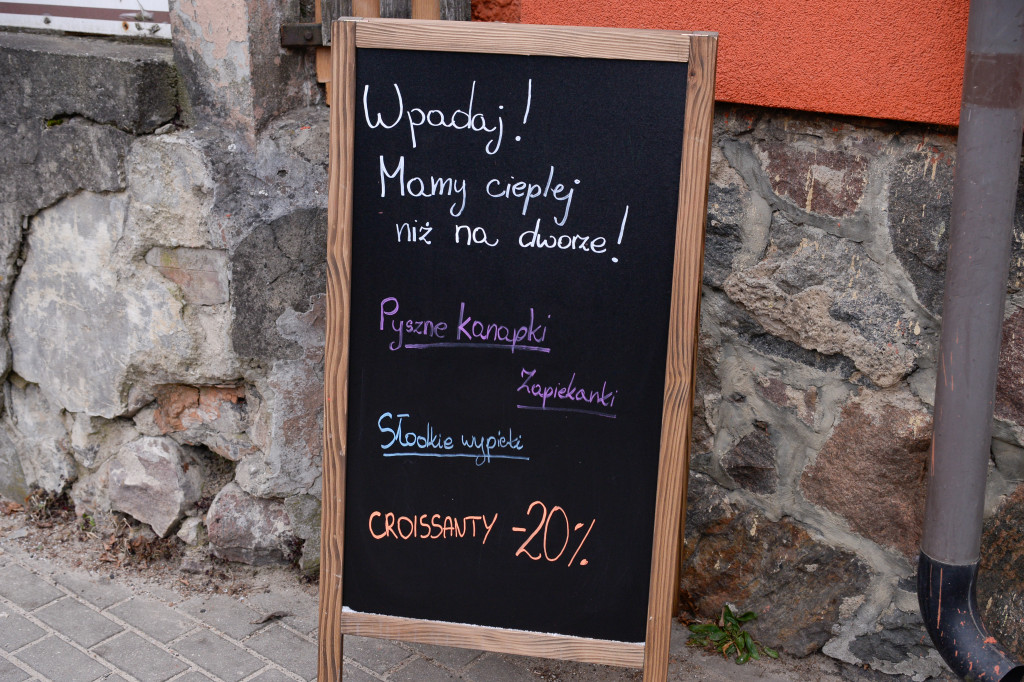 Wpadaj!
Mamy cieplej
niż na dworze!
Pyszne kanapki
Zapiekanki
Słodkie wypieki
CROISSANTY -20%